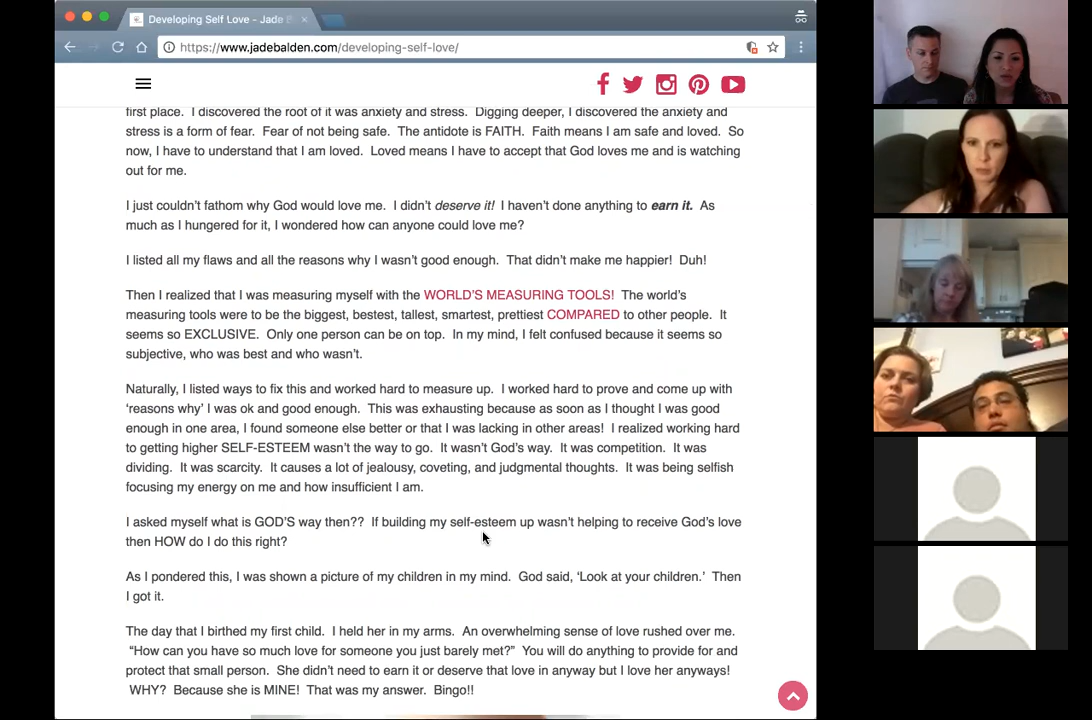 Developing Self Love - Jade B
https://www.jadebalden.com/developing-self-love/
first place.  I discovered the root of it was anxiety and stress.  Digging deeper, I discovered the anxiety and
stress is a form of fear.  Fear of not being safe.  The antidote is FAITH.  Faith means I am safe and loved.  So
now, I have to understand that I am loved.  Loved means I have to accept that God loves me and is watching
out for me.
I just couldn't fathom why God would love me.  I didn't deserve it!  I haven't done anything to earn it.  As
much as I hungered for it, I wondered how can anyone could love me?
I listed all my flaws and all the reasons why I wasn't good enough.  That didn't make me happier!  Duh!
Then I realized that I was measuring myself with the WORLD'S MEASURING TOOLS!  The world's
measuring tools were to be the biggest, bestest, tallest, smartest, prettiest COMPARED to other people.  It
seems so EXCLUSIVE.  Only one person can be on top.  In my mind, I felt confused because it seems so
subjective, who was best and who wasn't.
Naturally, I listed ways to fix this and worked hard to measure up.  I worked hard to prove and come up with
'reasons why' I was ok and good enough.  This was exhausting because as soon as I thought I was good
enough in one area, I found someone else better or that I was lacking in other areas!  I realized working hard
to getting higher SELF-ESTEEM wasn't the way to go.  It wasn't God's way.  It was competition.  It was
dividing.  It was scarcity.  It causes a lot of jealousy, coveting, and judgmental thoughts.  It was being selfish
focusing my energy on me and how insufficient I am.
I asked myself what is GOD'S way then??  If building my self-esteem up wasn't helping to receive God's love
then HOW do I do this right?
As I pondered this, I was shown a picture of my children in my mind.  God said, 'Look at your children.'  Then
I got it.
The day that I birthed my first child.  I held her in my arms.  An overwhelming sense of love rushed over me.
"How can you have so much love for someone you just barely met?"  You will do anything to provide for and
protect that small person.  She didn't need to earn it or deserve that love in anyway but I love her anyways!
WHY?  Because she is MINE!  That was my answer.  Bingo!!